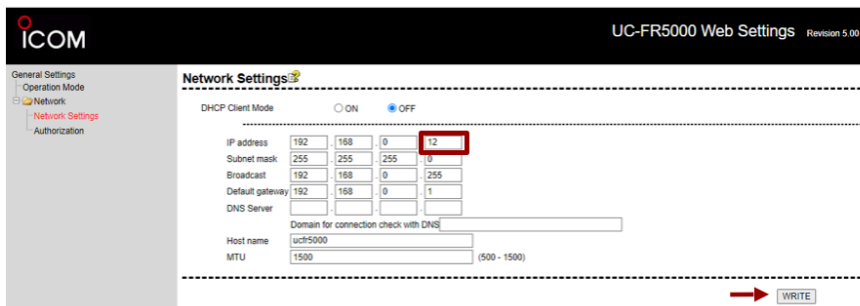 ICOM
UC-FR5000 Web Settings Revision 5.00
General Settings
Operation Mode
Network
Network Settings
Authorization
Network Settings
DHCP Client Mode ON OFF
IP address 192 . 168 . 0 . 12
Subnet mask 255 . 255 . 255 . 0
Broadcast 192 . 168 . 0 . 255
Default gateway 192 . 168 . 0 . 1
DNS Server . . .
Domain for connection check with DNS
Host name ucfr5000
MTU 1500 (500 - 1500)
WRITE